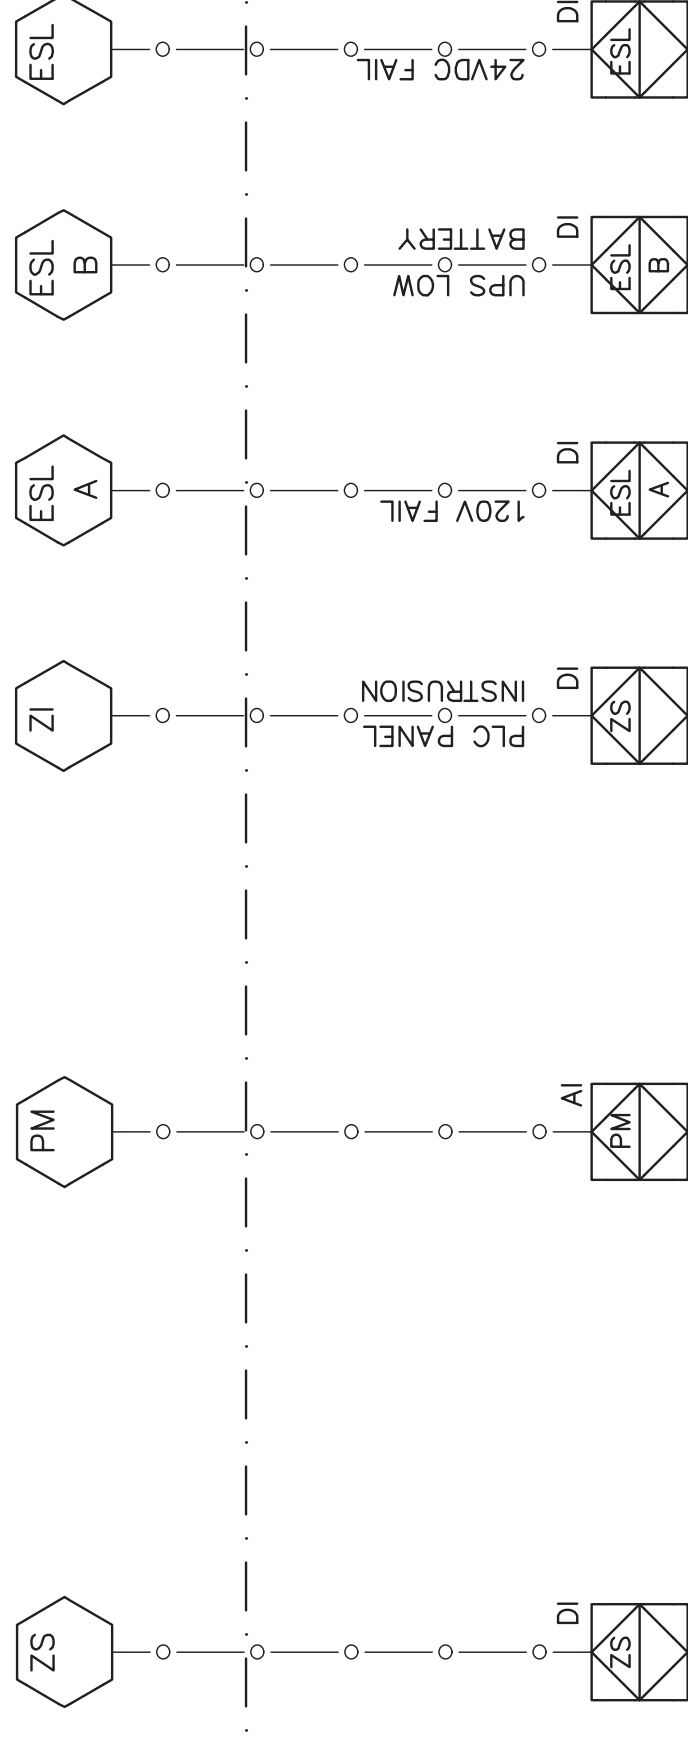 ESL
24VDC FAIL
DI
ESL
ESL
B
BATTERY
UPS LOW
DI
ESL
B
ESL
A
120V FAIL
DI
ESL
A
ZI
INSTRUSION
PLC PANEL
DI
ZS
PM
AI
PM
ZS
DI
ZS